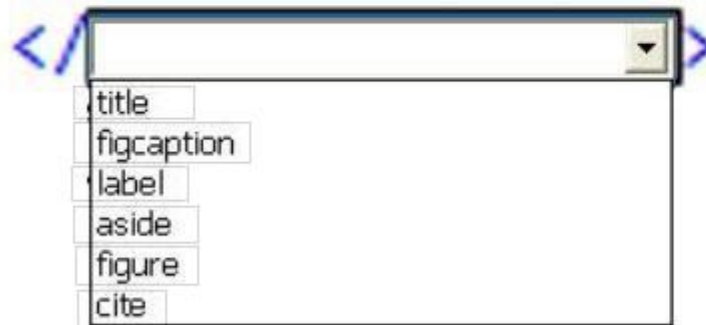 </ >
title
figcaption
label
aside
figure
cite